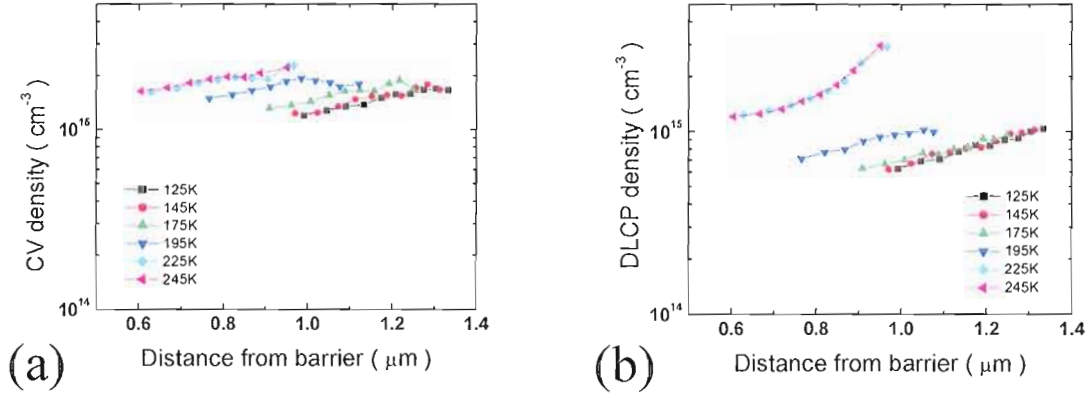 CV density ( cm⁻³ )
10¹⁶
10¹⁴
125K
145K
175K
195K
225K
245K
0.6 0.8 1.0 1.2 1.4
Distance from barrier ( μm )
(a)
DLCP density ( cm⁻³ )
10¹⁵
10¹⁴
125K
145K
175K
195K
225K
245K
0.6 0.8 1.0 1.2 1.4
Distance from barrier ( μm )
(b)